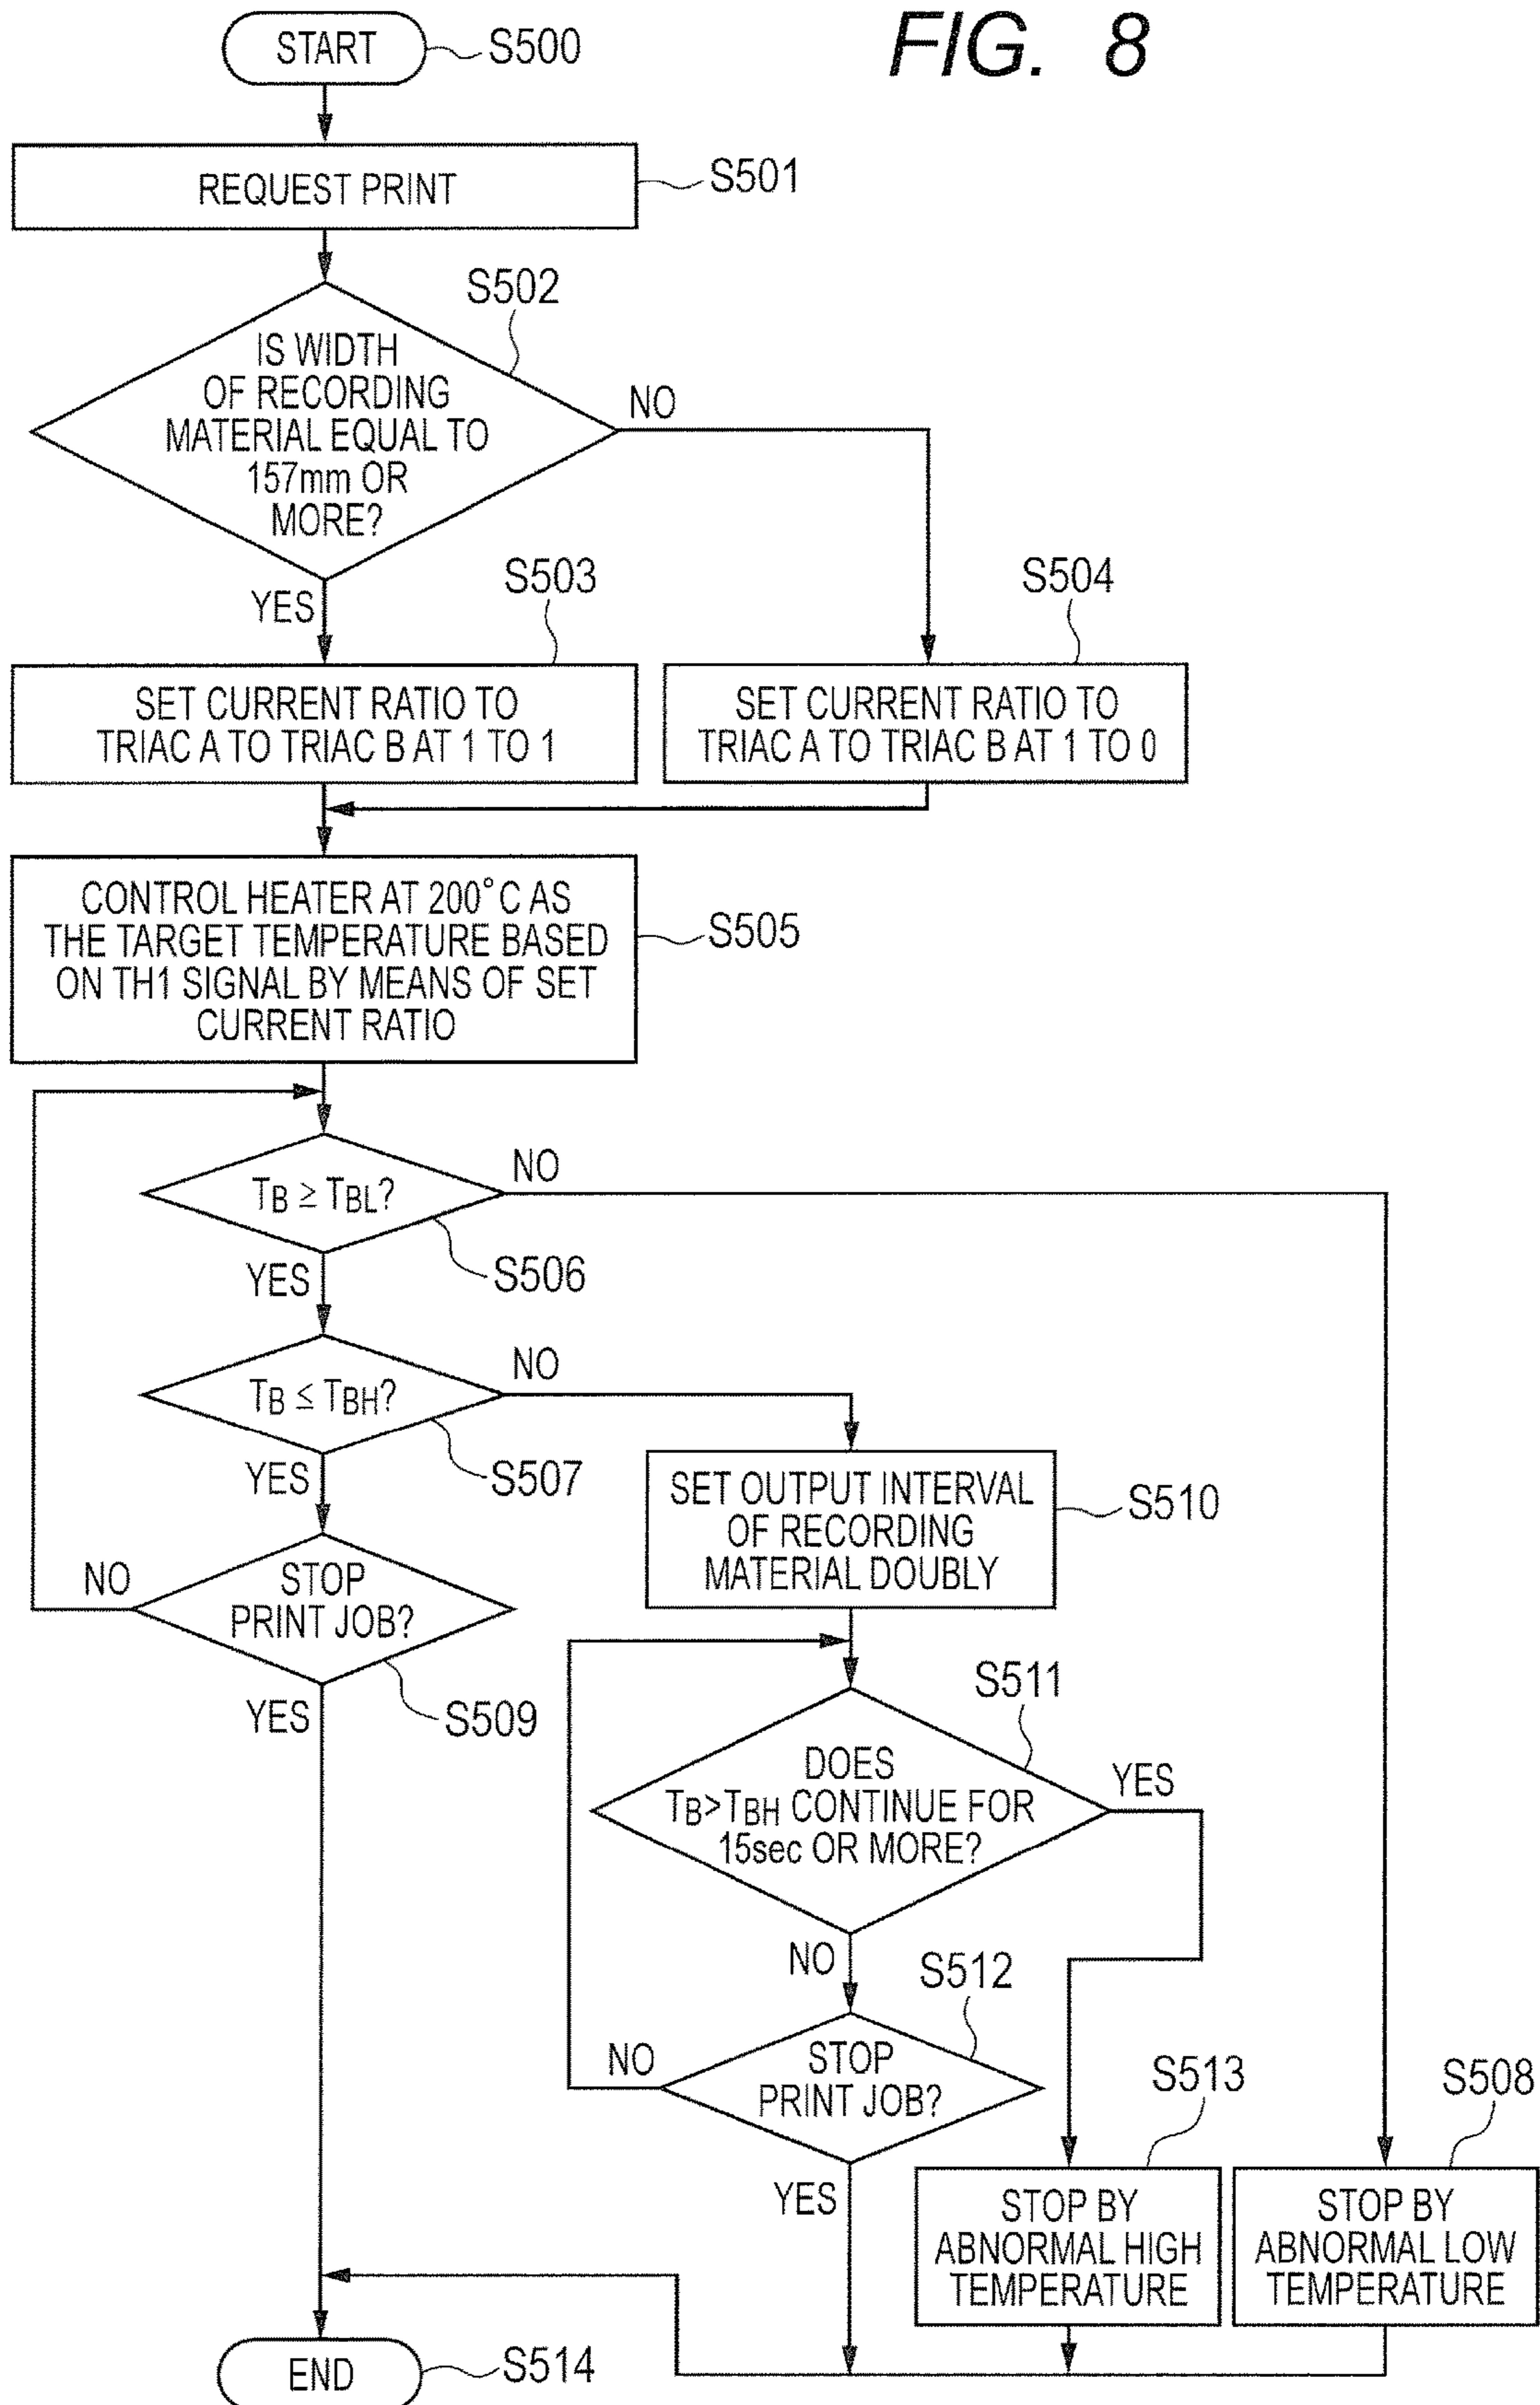 FIG. 8
START
S500
REQUEST PRINT
S501
S502
IS WIDTH
OF RECORDING
MATERIAL EQUAL TO
157mm OR
MORE?
NO
YES
S503
S504
SET CURRENT RATIO TO
TRIAC A TO TRIAC B AT 1 TO 1
SET CURRENT RATIO TO
TRIAC A TO TRIAC B AT 1 TO 0
CONTROL HEATER AT 200°C AS
THE TARGET TEMPERATURE BASED
ON TH1 SIGNAL BY MEANS OF SET
CURRENT RATIO
S505
TB ≥ TBL?
NO
YES
S506
TB ≤ TBH?
NO
YES
S507
SET OUTPUT INTERVAL
OF RECORDING
MATERIAL DOUBLY
S510
STOP
PRINT JOB?
NO
YES
S509
S511
DOES
TB>TBH CONTINUE FOR
15sec OR MORE?
YES
NO
S512
STOP
PRINT JOB?
NO
YES
S513
S508
STOP BY
ABNORMAL HIGH
TEMPERATURE
STOP BY
ABNORMAL LOW
TEMPERATURE
END
S514